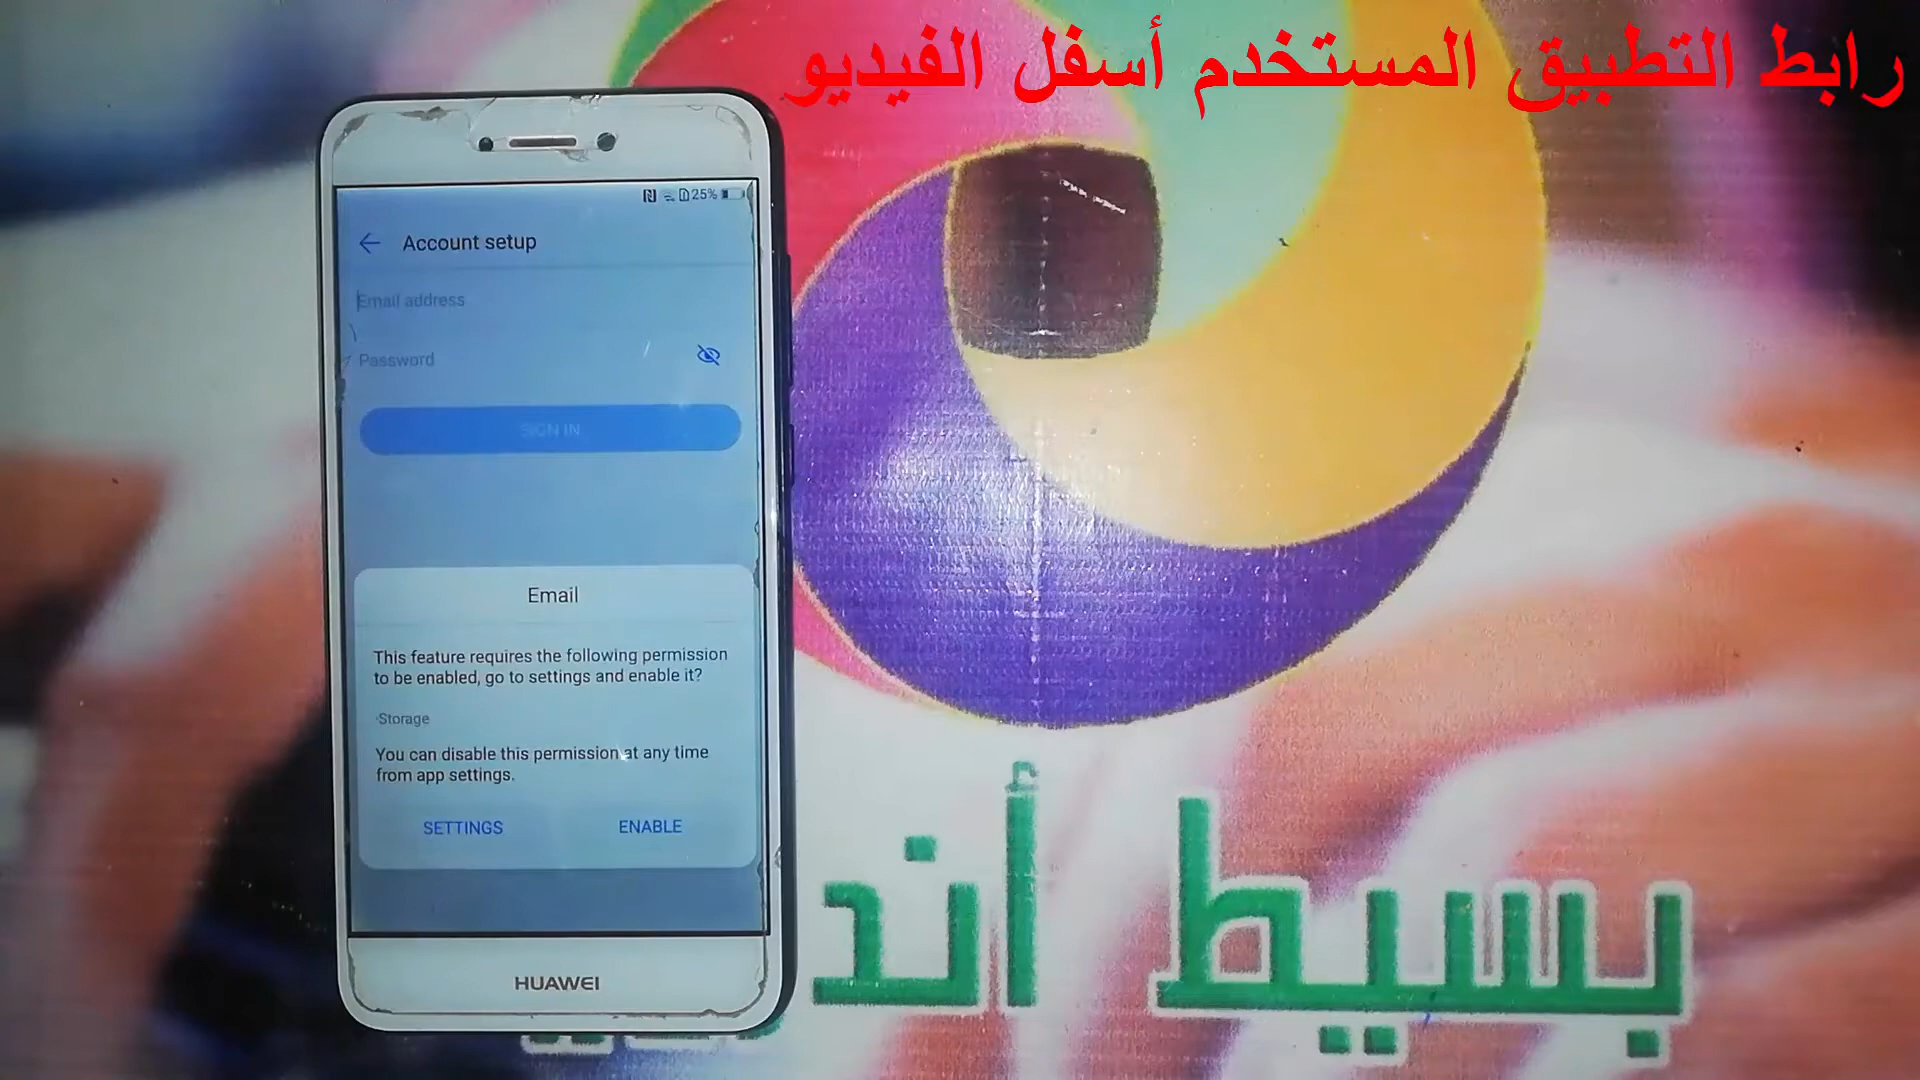 رابط التطبيق المستخدم أسفل الفيديو
25%
Account setup
Email address
Password
SIGN IN
Email
This feature requires the following permission
to be enabled, go to settings and enable it?
·Storage
You can disable this permission at any time
from app settings.
SETTINGS
ENABLE
HUAWEI
بسيط أند